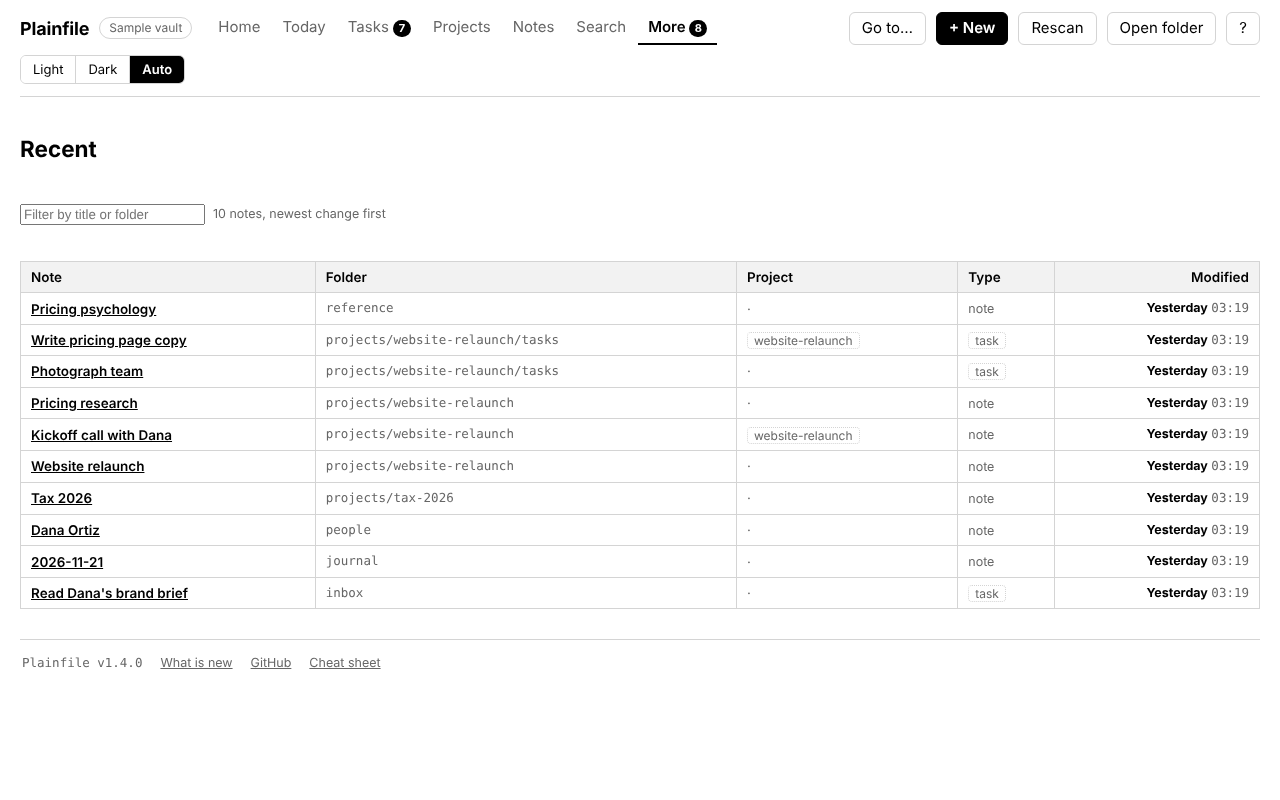 Plainfile Sample vault Home Today Tasks 7 Projects Notes Search More 8 Go to... + New Rescan Open folder ?
Light Dark Auto
Recent
Filter by title or folder 10 notes, newest change first
Note Folder Project Type Modified
Pricing psychology reference · note Yesterday 03:19
Write pricing page copy projects/website-relaunch/tasks website-relaunch task Yesterday 03:19
Photograph team projects/website-relaunch/tasks · task Yesterday 03:19
Pricing research projects/website-relaunch · note Yesterday 03:19
Kickoff call with Dana projects/website-relaunch website-relaunch note Yesterday 03:19
Website relaunch projects/website-relaunch · note Yesterday 03:19
Tax 2026 projects/tax-2026 · note Yesterday 03:19
Dana Ortiz people · note Yesterday 03:19
2026-11-21 journal · note Yesterday 03:19
Read Dana's brand brief inbox · task Yesterday 03:19
Plainfile v1.4.0 What is new GitHub Cheat sheet